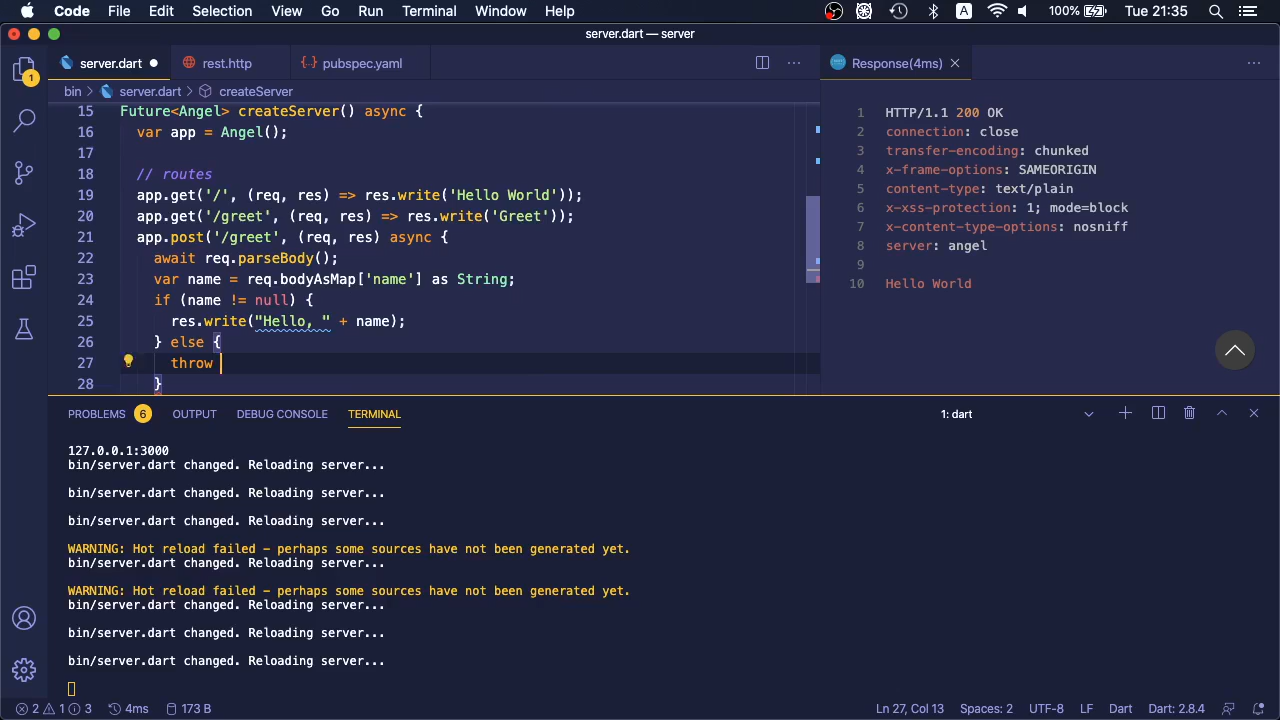 Code File Edit Selection View Go Run Terminal Window Help A 100% Tue 21:35
server.dart — server
server.dart rest.http pubspec.yaml
bin › server.dart › createServer
15 Future<Angel> createServer() async {
16 var app = Angel();
17
18 // routes
19 app.get('/', (req, res) => res.write('Hello World'));
20 app.get('/greet', (req, res) => res.write('Greet'));
21 app.post('/greet', (req, res) async {
22 await req.parseBody();
23 var name = req.bodyAsMap['name'] as String;
24 if (name != null) {
25 res.write("Hello, " + name);
26 } else {
27 throw
28 }
Response(4ms)
1 HTTP/1.1 200 OK
2 connection: close
3 transfer-encoding: chunked
4 x-frame-options: SAMEORIGIN
5 content-type: text/plain
6 x-xss-protection: 1; mode=block
7 x-content-type-options: nosniff
8 server: angel
9
10 Hello World
1
PROBLEMS 6 OUTPUT DEBUG CONSOLE TERMINAL 1: dart
127.0.0.1:3000
bin/server.dart changed. Reloading server...
bin/server.dart changed. Reloading server...
bin/server.dart changed. Reloading server...
WARNING: Hot reload failed - perhaps some sources have not been generated yet.
bin/server.dart changed. Reloading server...
WARNING: Hot reload failed - perhaps some sources have not been generated yet.
bin/server.dart changed. Reloading server...
bin/server.dart changed. Reloading server...
bin/server.dart changed. Reloading server...
2 1 3 4ms 173 B Ln 27, Col 13 Spaces: 2 UTF-8 LF Dart Dart: 2.8.4